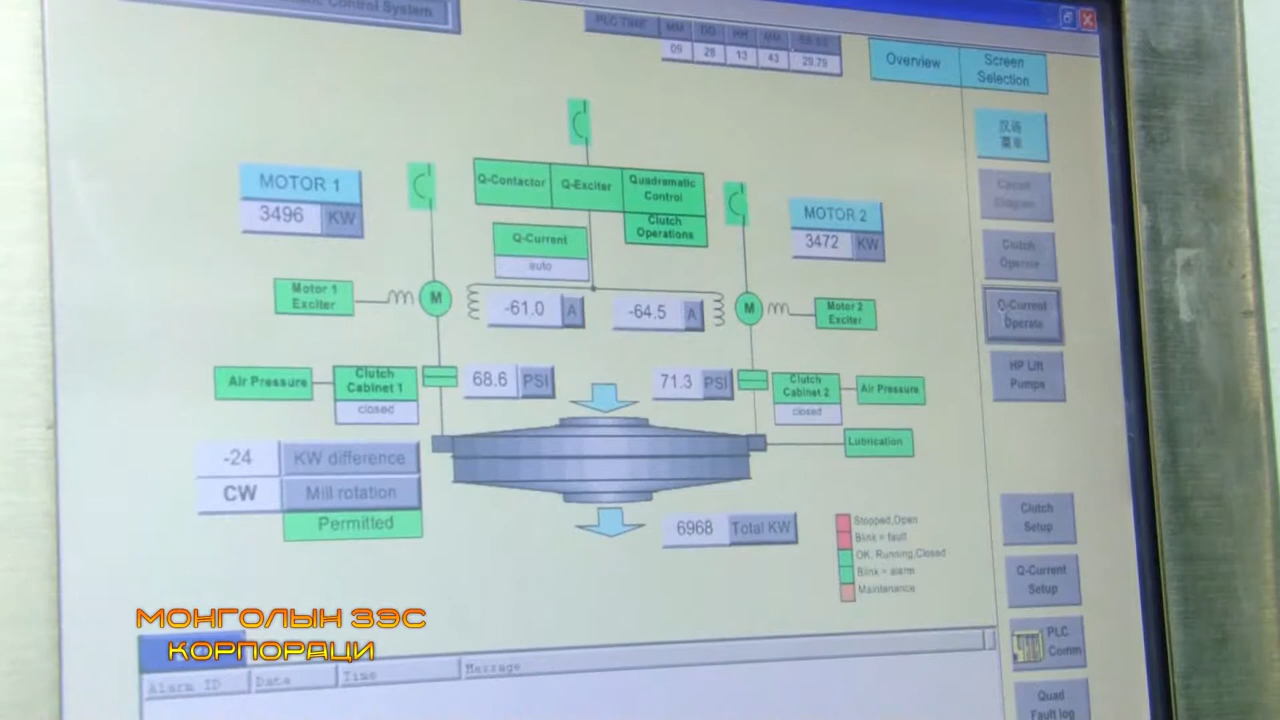 Control System
PLC TIME MM DD HH MM
09 28 13 43 29.79
Overview
Screen
Selection
汉语
菜单
Circuit
Diagram
Clutch
Operate
Q-Current
Operate
HP Lift
Pumps
Clutch
Setup
Q-Current
Setup
PLC
Comm
Quad
Fault log
MOTOR 1
3496 KW
Q-Contactor
Q-Exciter
Quadramatic
Control
Clutch
Operations
Q-Current
auto
MOTOR 2
3472 KW
Motor 1
Exciter
M
-61.0 A
-64.5 A
M
Motor 2
Exciter
Air Pressure
Clutch
Cabinet 1
closed
68.6 PSI
71.3 PSI
Clutch
Cabinet 2
closed
Air Pressure
Lubrication
-24 KW difference
CW Mill rotation
Permitted
6968 Total KW
Stopped,Open
Blink = fault
OK, Running,Closed
Blink = alarm
Maintenance
МОНГОЛЫН ЗЭС
КОРПОРАЦИ
Alarm ID Date Time Message